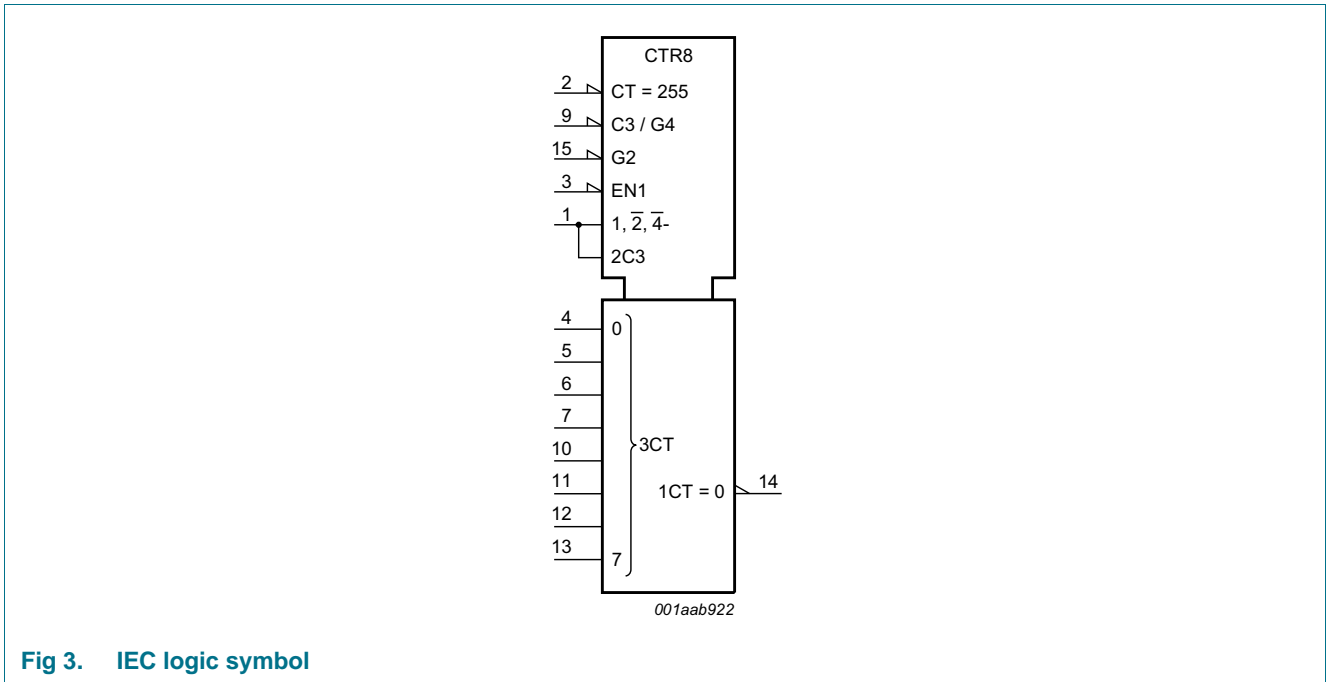 CTR8
2 CT = 255
9 C3 / G4
15 G2
3 EN1
1 1, 2̅, 4̅-
2C3
4 0
5
6
7
10 3CT
11
1CT = 0 14
12
13 7
001aab922
Fig 3. IEC logic symbol